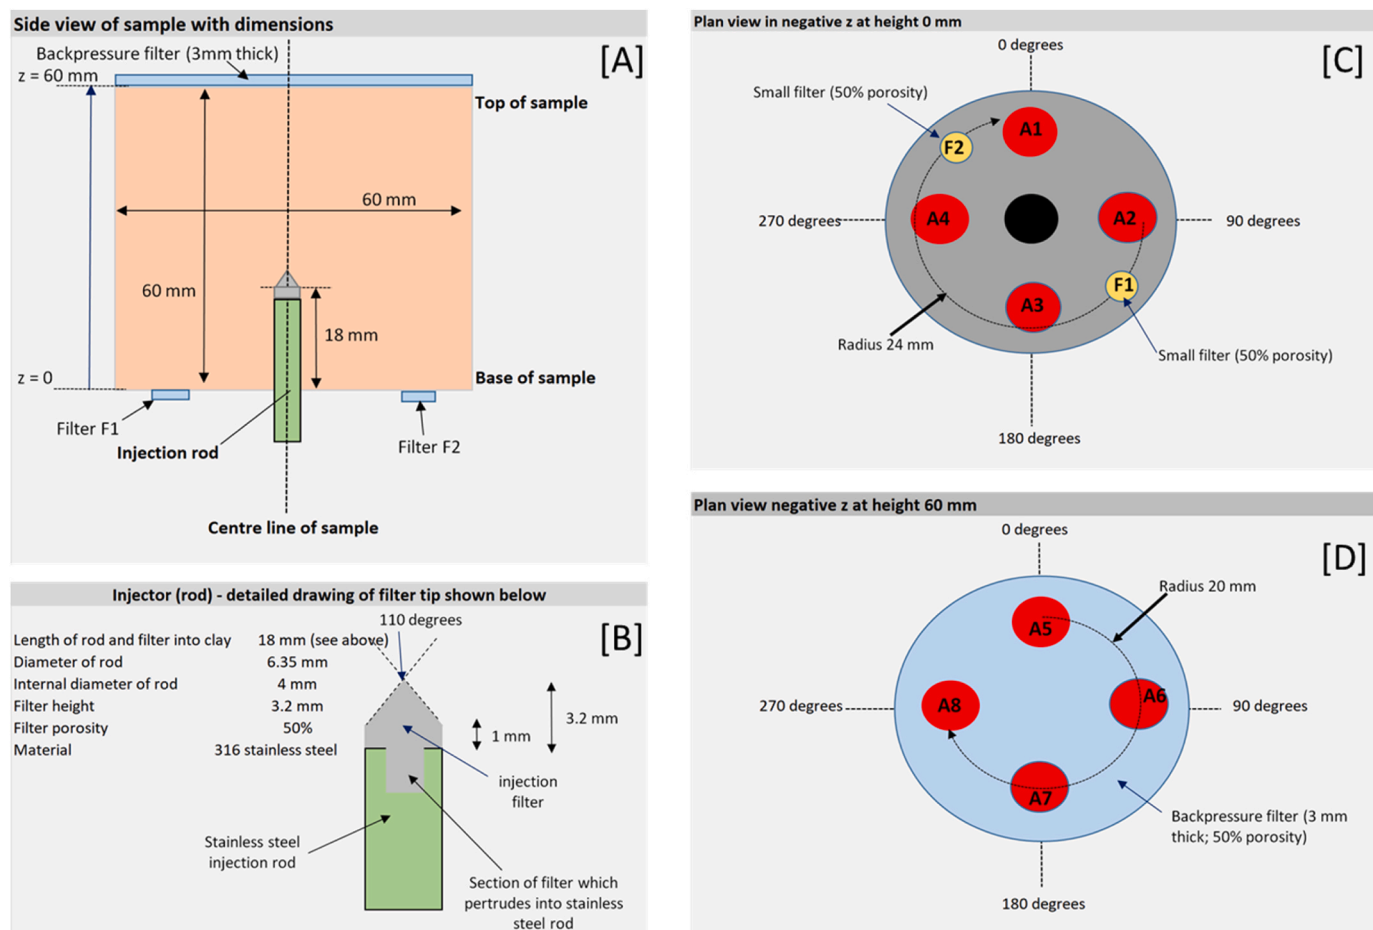 Side view of sample with dimensions
[A]
Backpressure filter (3mm thick)
z = 60 mm
Top of sample
60 mm
60 mm
18 mm
z = 0
Base of sample
Filter F1
Injection rod
Filter F2
Centre line of sample
Injector (rod) - detailed drawing of filter tip shown below
[B]
110 degrees
Length of rod and filter into clay 18 mm (see above)
Diameter of rod 6.35 mm
Internal diameter of rod 4 mm
Filter height 3.2 mm
Filter porosity 50%
Material 316 stainless steel
3.2 mm
1 mm
injection
filter
Stainless steel
injection rod
Section of filter which
pertrudes into stainless
steel rod
Plan view in negative z at height 0 mm
[C]
0 degrees
Small filter (50% porosity)
A1
F2
270 degrees
A4
A2
90 degrees
F1
A3
Radius 24 mm
Small filter (50% porosity)
180 degrees
Plan view negative z at height 60 mm
[D]
0 degrees
Radius 20 mm
A5
270 degrees
A8
A6
90 degrees
A7
Backpressure filter (3 mm
thick; 50% porosity)
180 degrees